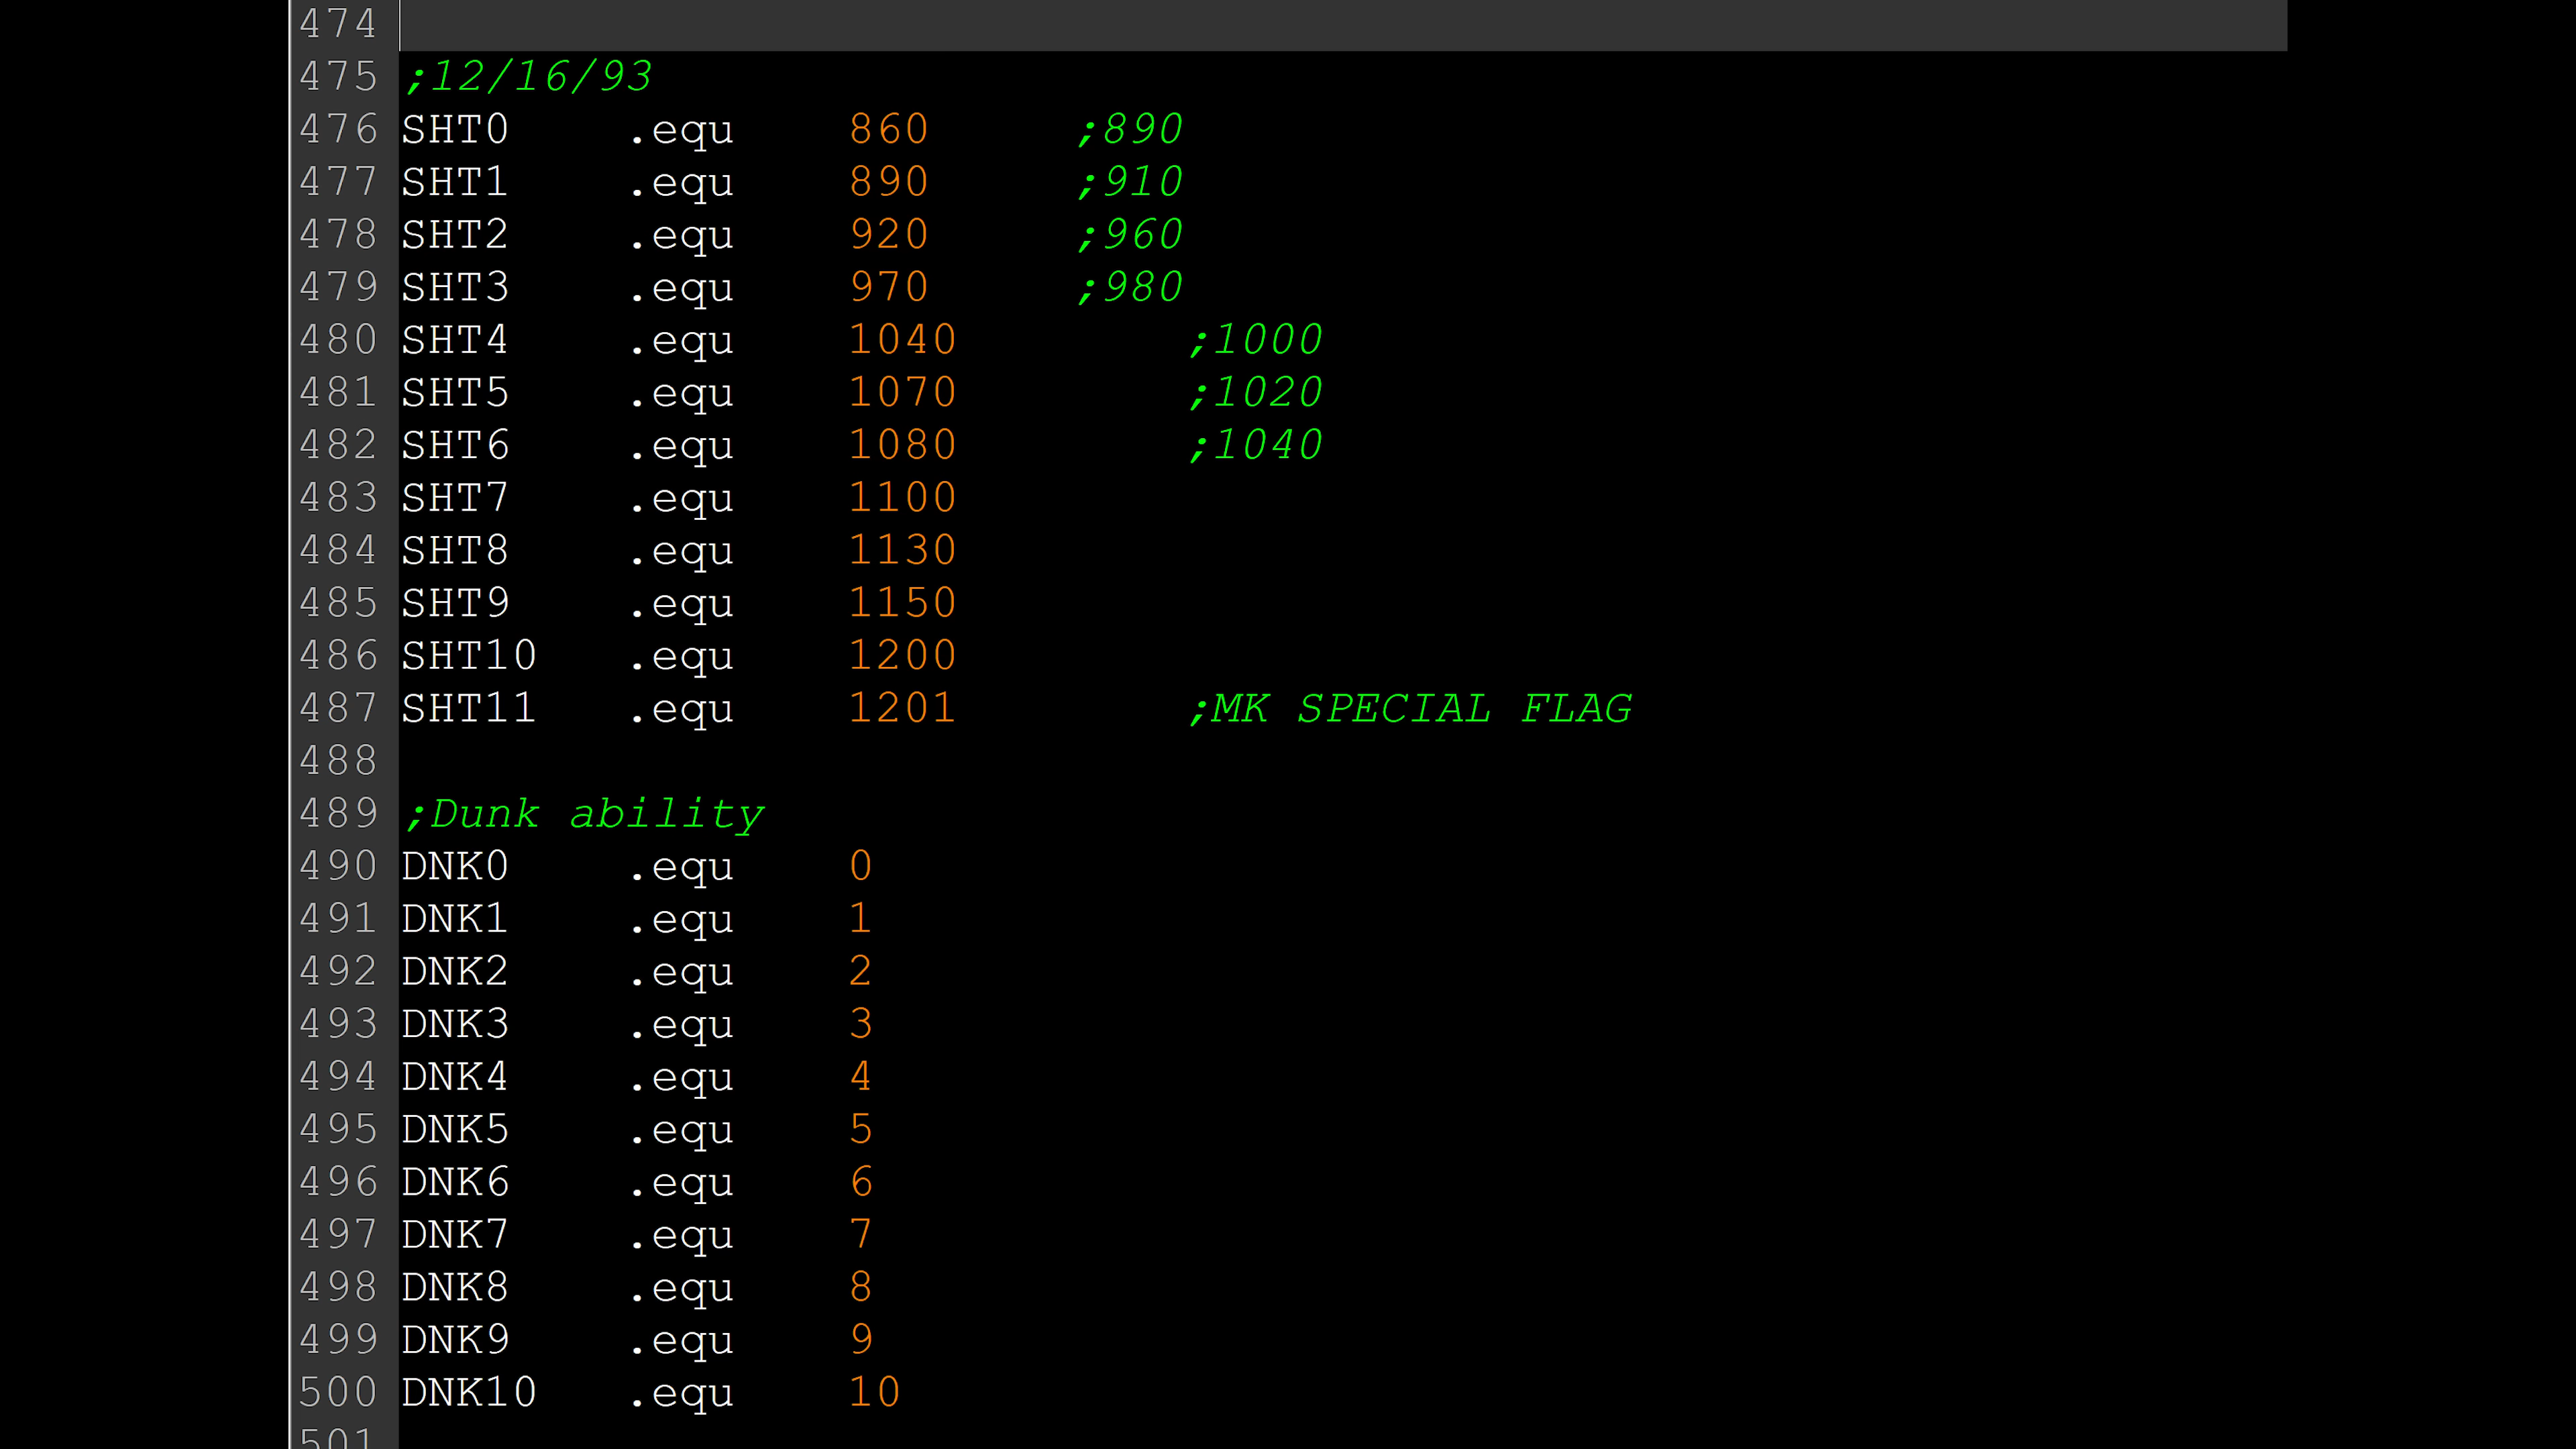 474
475 ;12/16/93
476 SHT0 .equ 860 ;890
477 SHT1 .equ 890 ;910
478 SHT2 .equ 920 ;960
479 SHT3 .equ 970 ;980
480 SHT4 .equ 1040 ;1000
481 SHT5 .equ 1070 ;1020
482 SHT6 .equ 1080 ;1040
483 SHT7 .equ 1100
484 SHT8 .equ 1130
485 SHT9 .equ 1150
486 SHT10 .equ 1200
487 SHT11 .equ 1201 ;MK SPECIAL FLAG
488
489 ;Dunk ability
490 DNK0 .equ 0
491 DNK1 .equ 1
492 DNK2 .equ 2
493 DNK3 .equ 3
494 DNK4 .equ 4
495 DNK5 .equ 5
496 DNK6 .equ 6
497 DNK7 .equ 7
498 DNK8 .equ 8
499 DNK9 .equ 9
500 DNK10 .equ 10
501